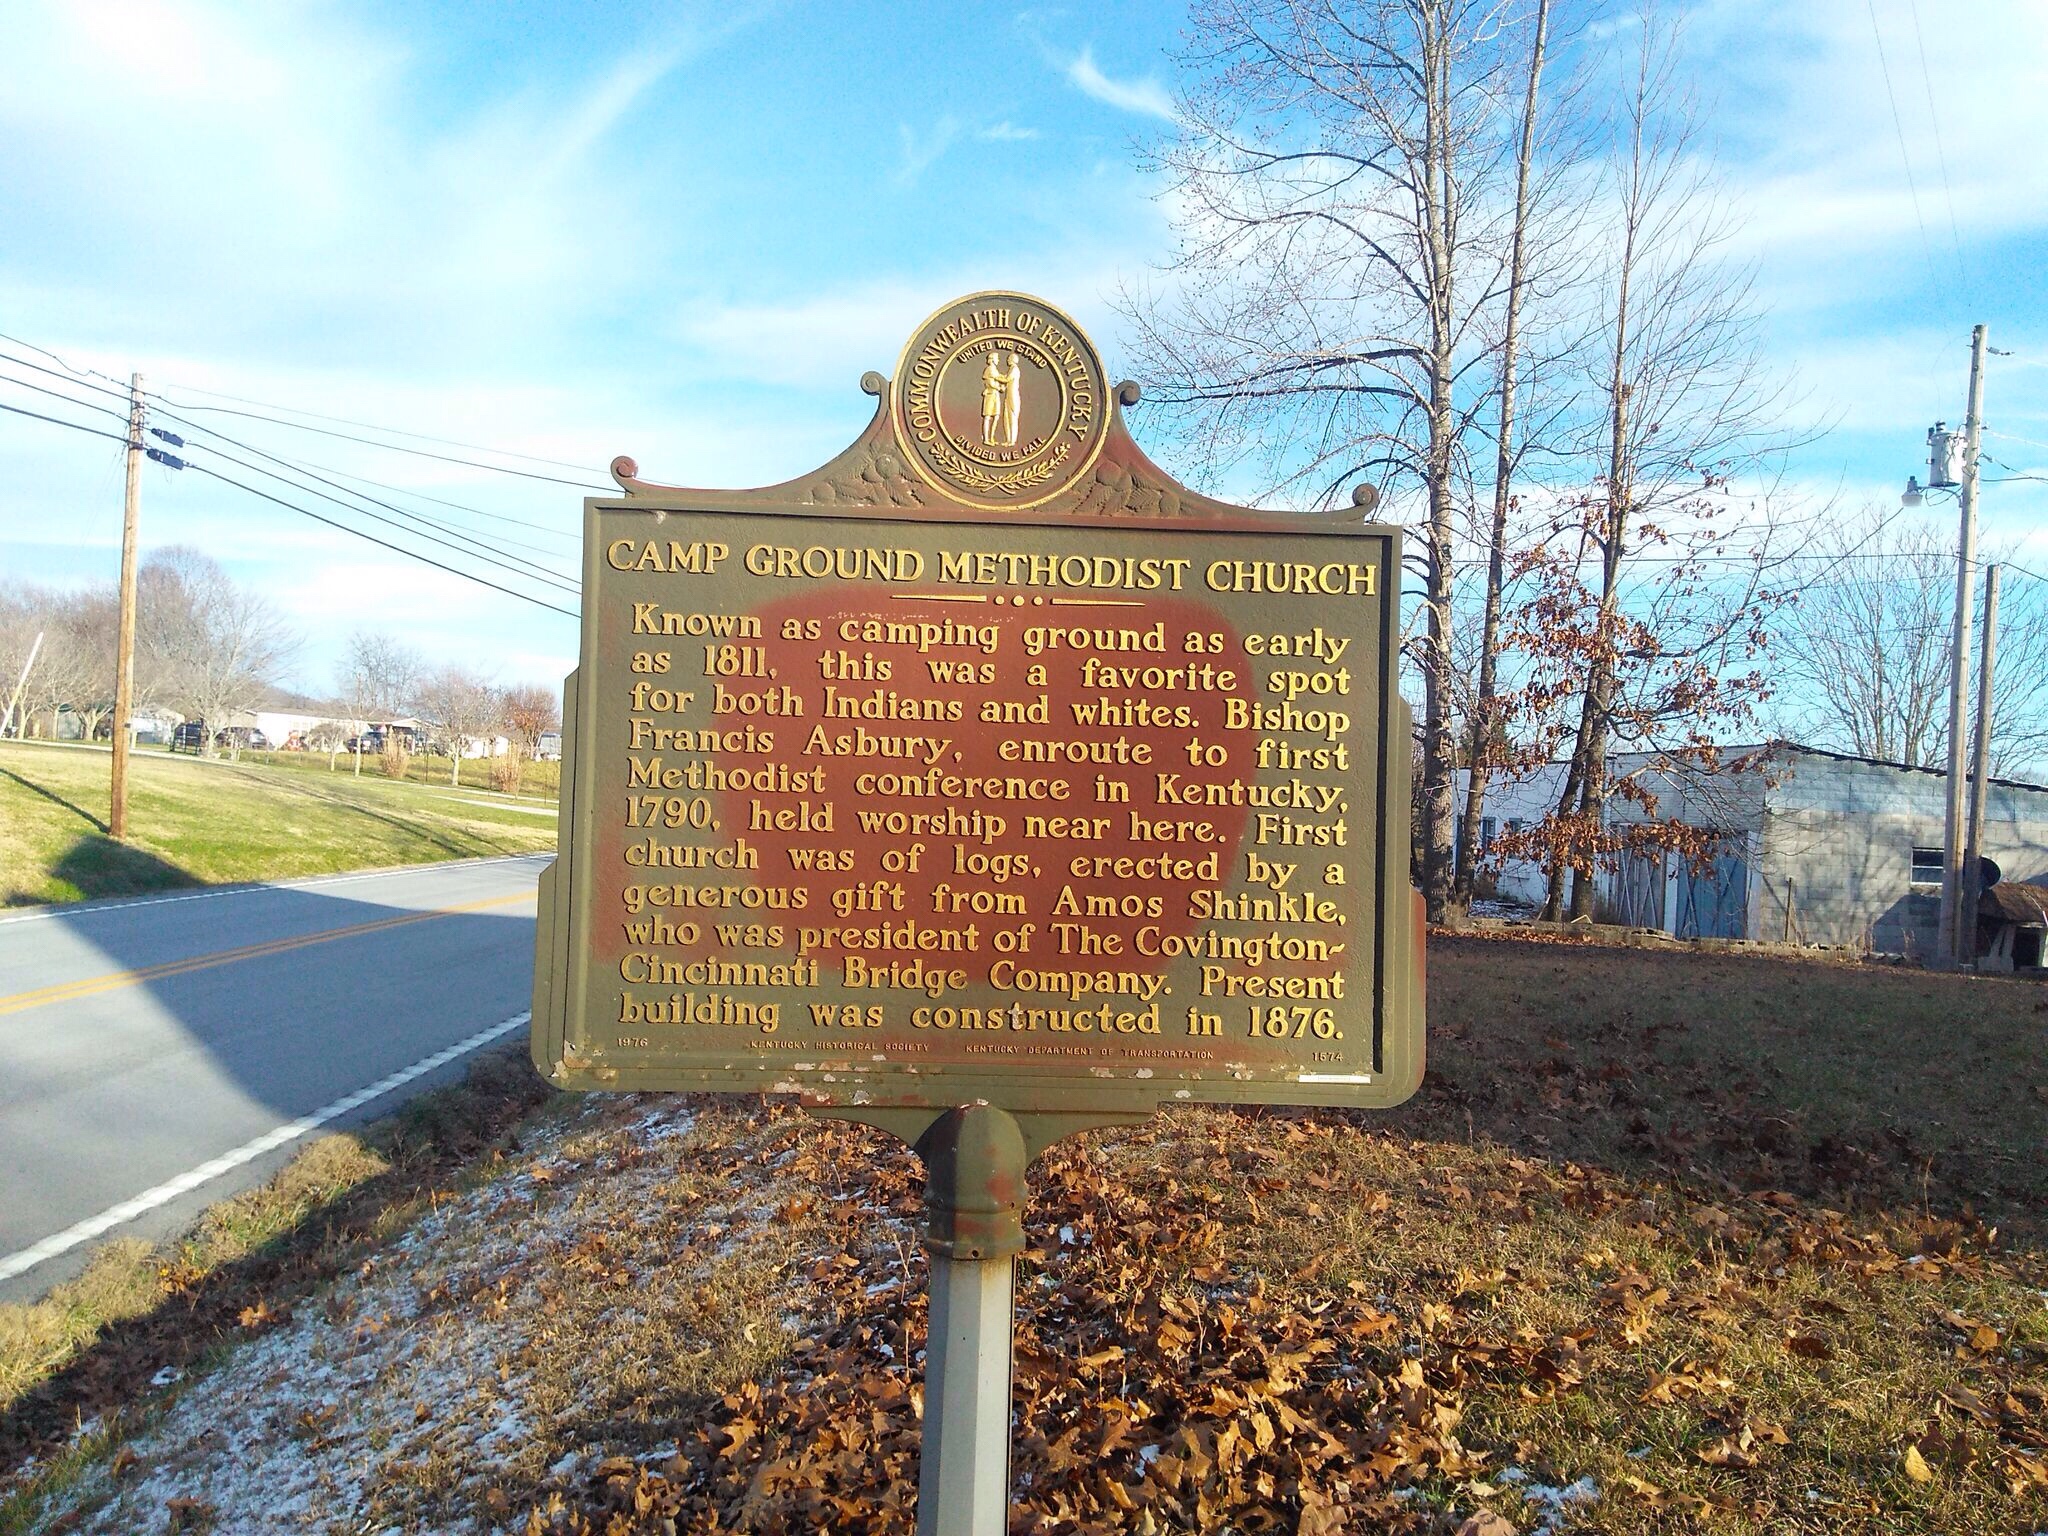 COMMONWEALTH OF KENTUCKY
UNITED WE STAND
DIVIDED WE FALL
CAMP GROUND METHODIST CHURCH
Known as camping ground as early
as 1811, this was a favorite spot
for both Indians and whites. Bishop
Francis Asbury, enroute to first
Methodist conference in Kentucky,
1790, held worship near here. First
church was of logs, erected by a
generous gift from Amos Shinkle,
who was president of The Covington-
Cincinnati Bridge Company. Present
building was constructed in 1876.
1976 KENTUCKY HISTORICAL SOCIETY KENTUCKY DEPARTMENT OF TRANSPORTATION 1574